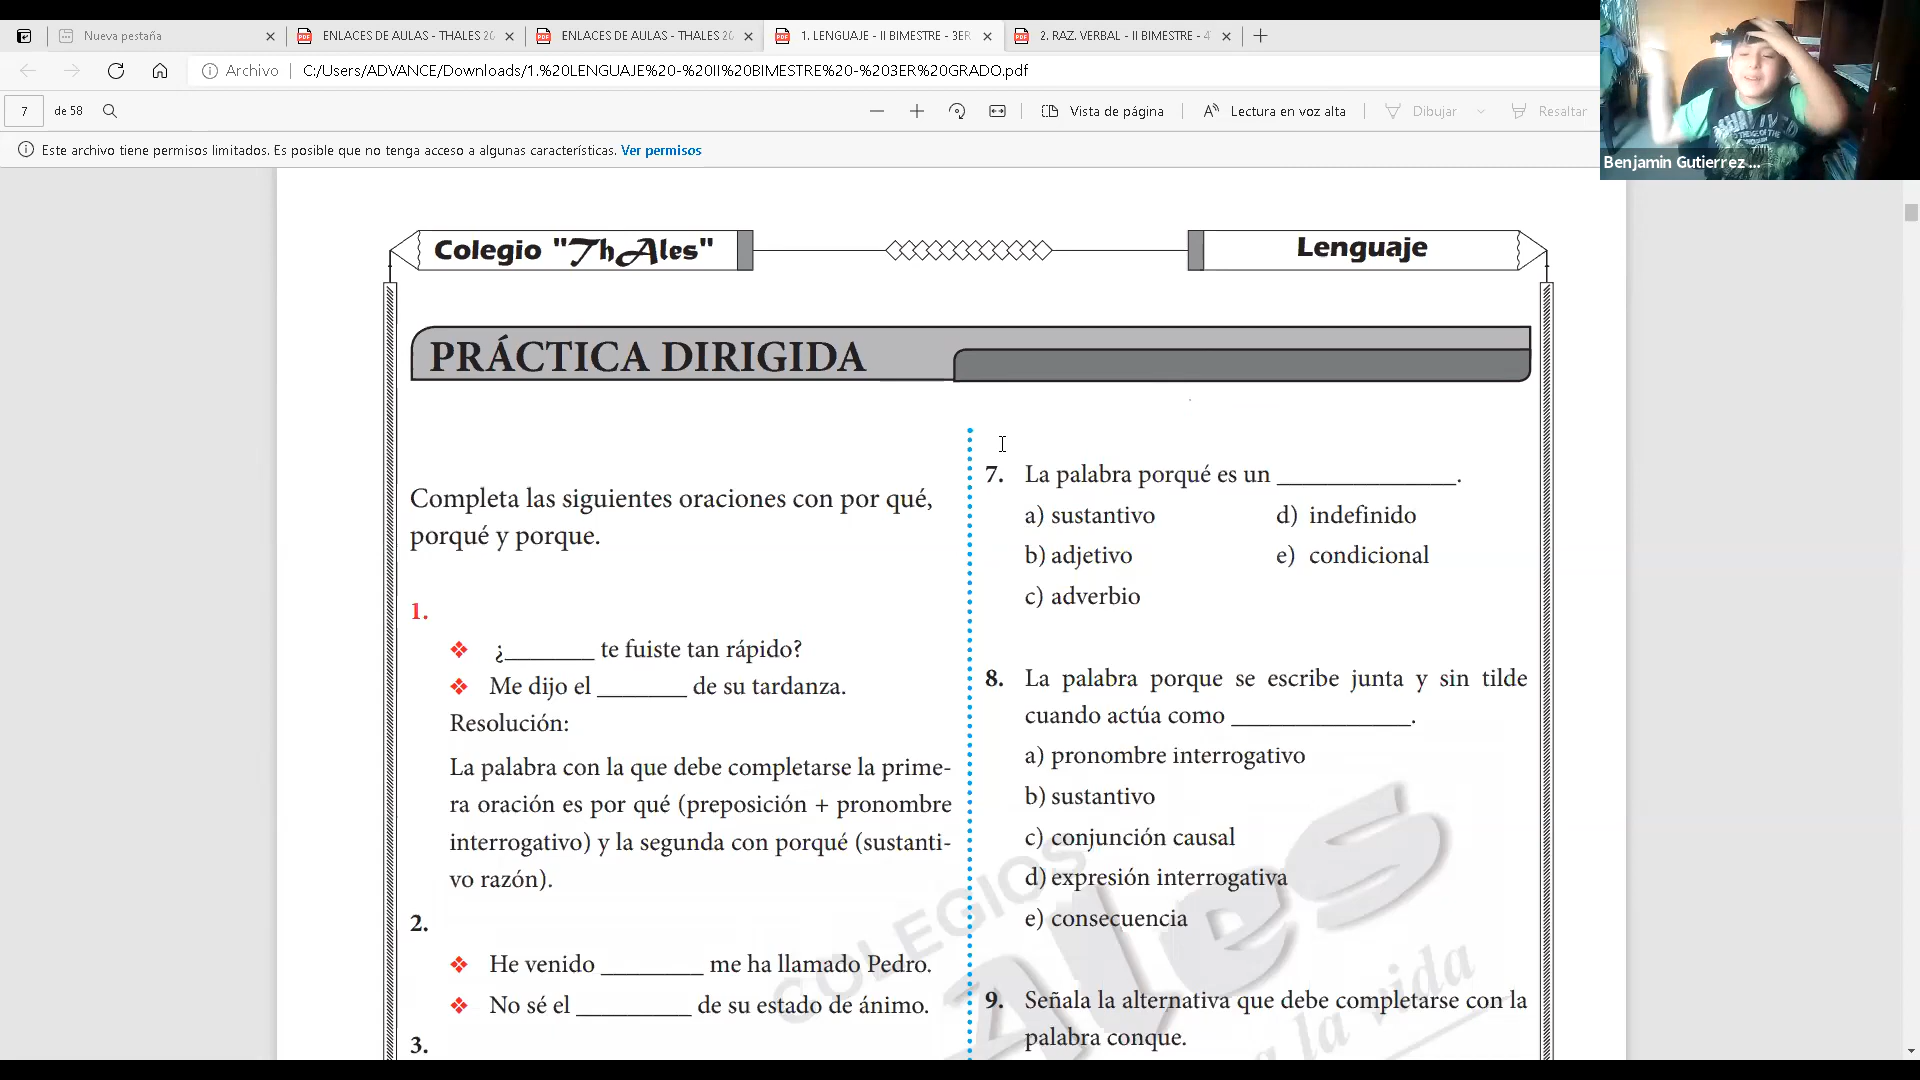 Nueva pestaña
ENLACES DE AULAS - THALES 20
ENLACES DE AULAS - THALES 20
1. LENGUAJE - II BIMESTRE - 3ER
2. RAZ. VERBAL - II BIMESTRE - 4
Archivo
C:/Users/ADVANCE/Downloads/1.%20LENGUAJE%20-%20II%20BIMESTRE%20-%203ER%20GRADO.pdf
7
de 58
Vista de página
Lectura en voz alta
Dibujar
Resaltar
Este archivo tiene permisos limitados. Es posible que no tenga acceso a algunas características. Ver permisos
Benjamin Gutierrez ...
Colegio "ThAles"
Lenguaje
PRÁCTICA DIRIGIDA
Completa las siguientes oraciones con por qué,
porqué y porque.
1.
¿_______ te fuiste tan rápido?
Me dijo el _______ de su tardanza.
Resolución:
La palabra con la que debe completarse la prime-
ra oración es por qué (preposición + pronombre
interrogativo) y la segunda con porqué (sustanti-
vo razón).
2.
He venido ________ me ha llamado Pedro.
No sé el _________ de su estado de ánimo.
3.
7. La palabra porqué es un ______________.
a) sustantivo d) indefinido
b) adjetivo e) condicional
c) adverbio
8. La palabra porque se escribe junta y sin tilde
cuando actúa como ______________.
a) pronombre interrogativo
b) sustantivo
c) conjunción causal
d) expresión interrogativa
e) consecuencia
9. Señala la alternativa que debe completarse con la
palabra conque.
COLEGIOS
Ales
a la vida